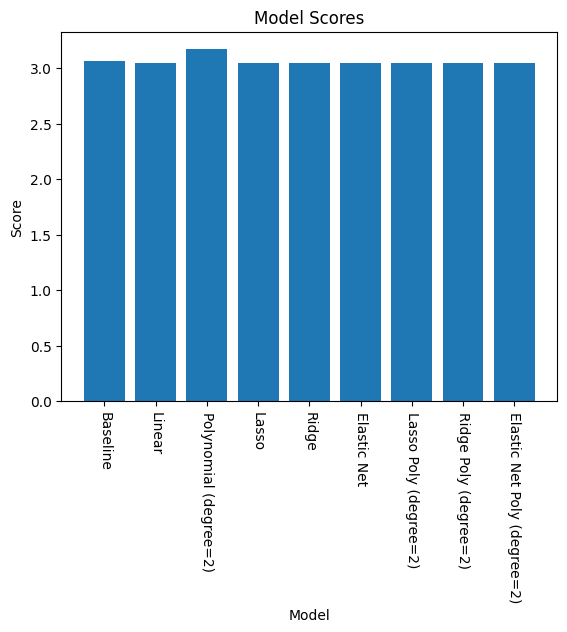 Model Scores
3.0
2.5
2.0
1.5
1.0
0.5
0.0
Score
Baseline
Linear
Polynomial (degree=2)
Lasso
Ridge
Elastic Net
Lasso Poly (degree=2)
Ridge Poly (degree=2)
Elastic Net Poly (degree=2)
Model